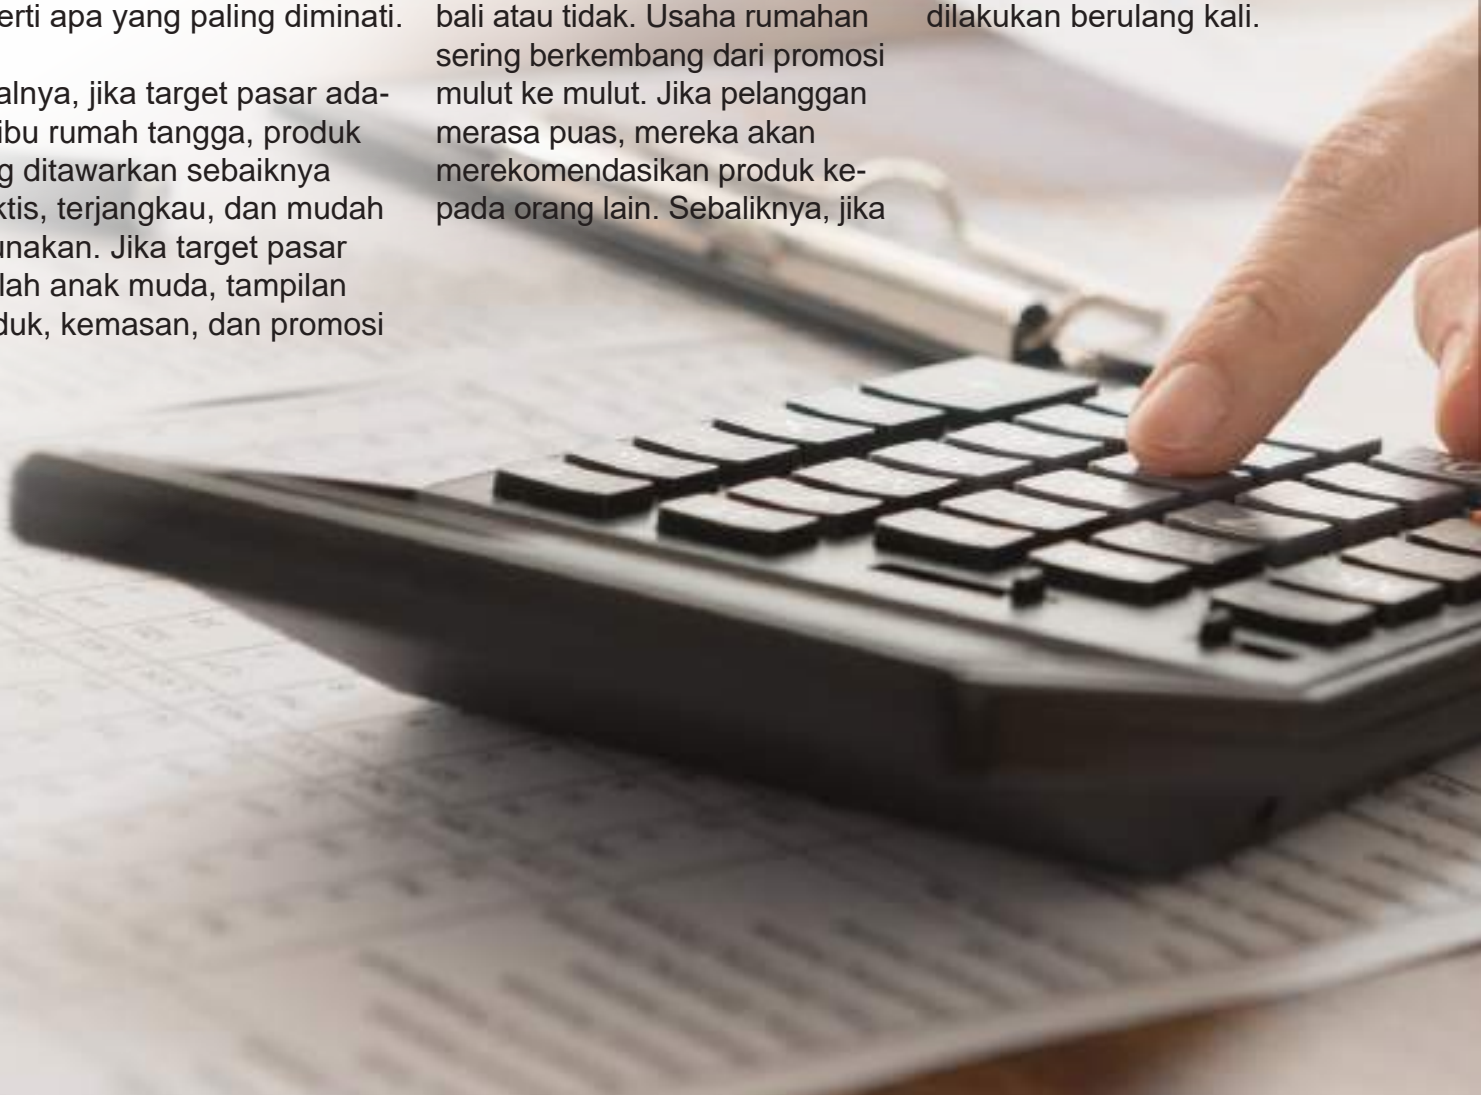 erti apa yang paling diminati.
alnya, jika target pasar ada-
ibu rumah tangga, produk
g ditawarkan sebaiknya
ktis, terjangkau, dan mudah
unakan. Jika target pasar
lah anak muda, tampilan
duk, kemasan, dan promosi
bali atau tidak. Usaha rumahan
sering berkembang dari promosi
mulut ke mulut. Jika pelanggan
merasa puas, mereka akan
merekomendasikan produk ke-
pada orang lain. Sebaliknya, jika
dilakukan berulang kali.